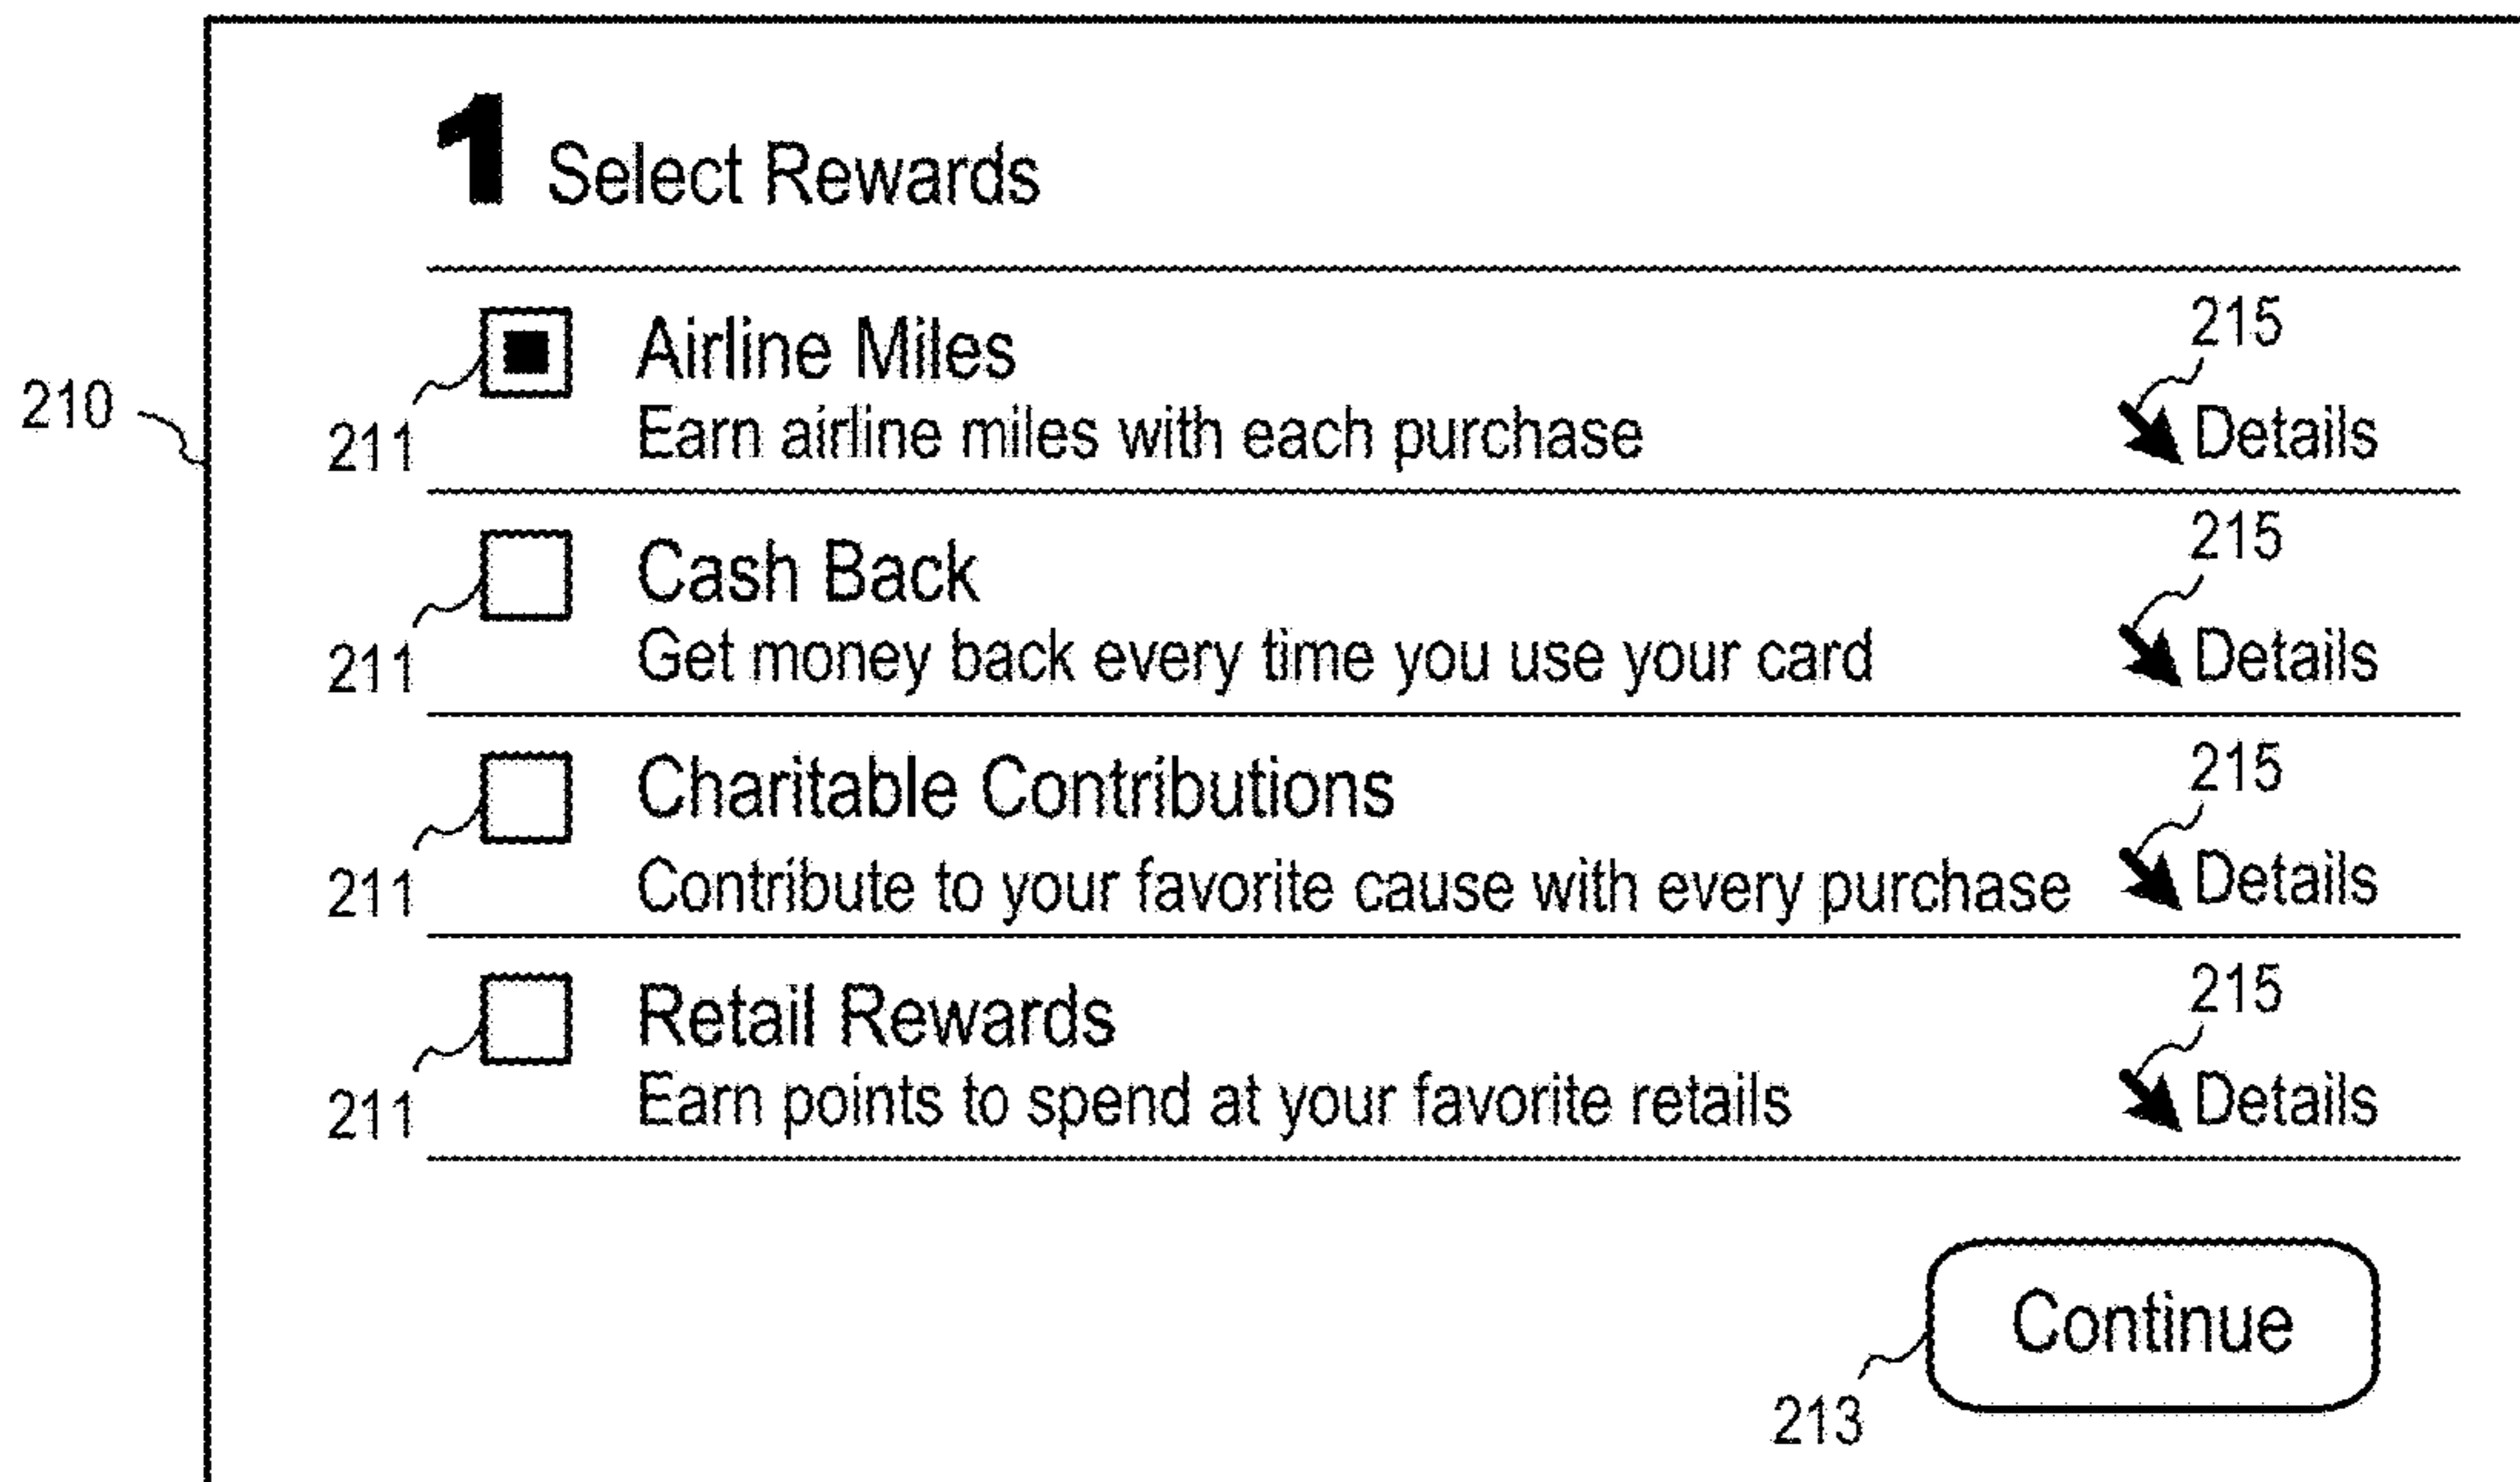 1 Select Rewards
Airline Miles
215
210
211
Earn airline miles with each purchase
Details
Cash Back
215
211
Get money back every time you use your card
Details
Charitable Contributions
215
211
Contribute to your favorite cause with every purchase
Details
Retail Rewards
215
211
Earn points to spend at your favorite retails
Details
Continue
213